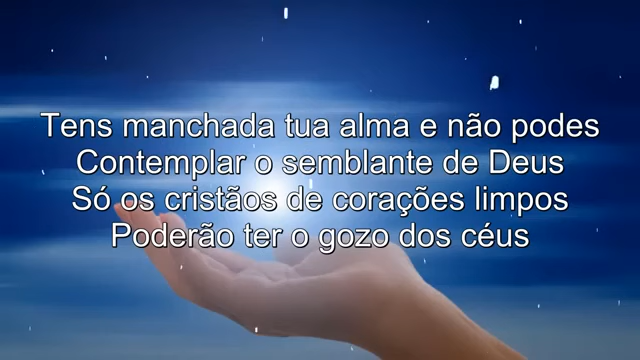 Tens manchada tua alma e não podes
Contemplar o semblante de Deus
Só os cristãos de corações limpos
Poderão ter o gozo dos céus